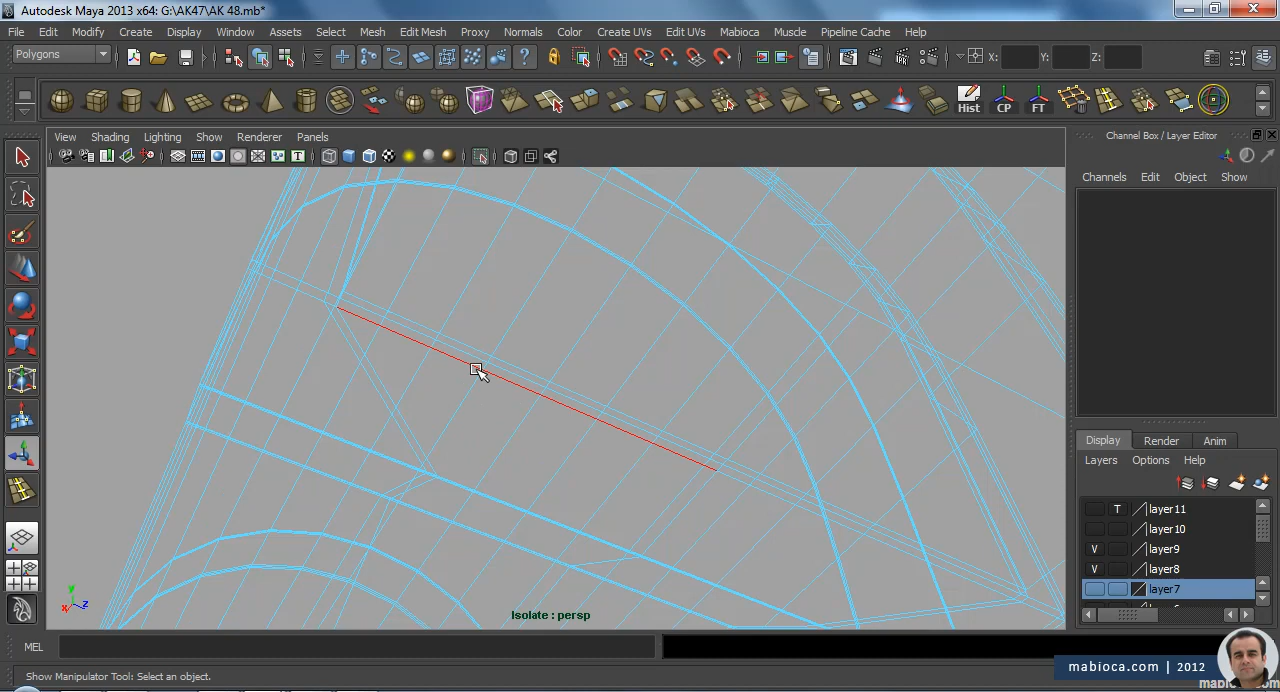 Autodesk Maya 2013 x64: G:\AK47\AK 48.mb*
File Edit Modify Create Display Window Assets Select Mesh Edit Mesh Proxy Normals Color Create UVs Edit UVs Mabioca Muscle Pipeline Cache Help
Polygons
X: Y: Z:
Hist CP FT
View Shading Lighting Show Renderer Panels
Channel Box / Layer Editor
Channels Edit Object Show
Display Render Anim
Layers Options Help
T layer11
layer10
V layer9
V layer8
layer7
y
x z
Isolate : persp
MEL
mabioca.com | 2012
Show Manipulator Tool: Select an object.
mabioca.com